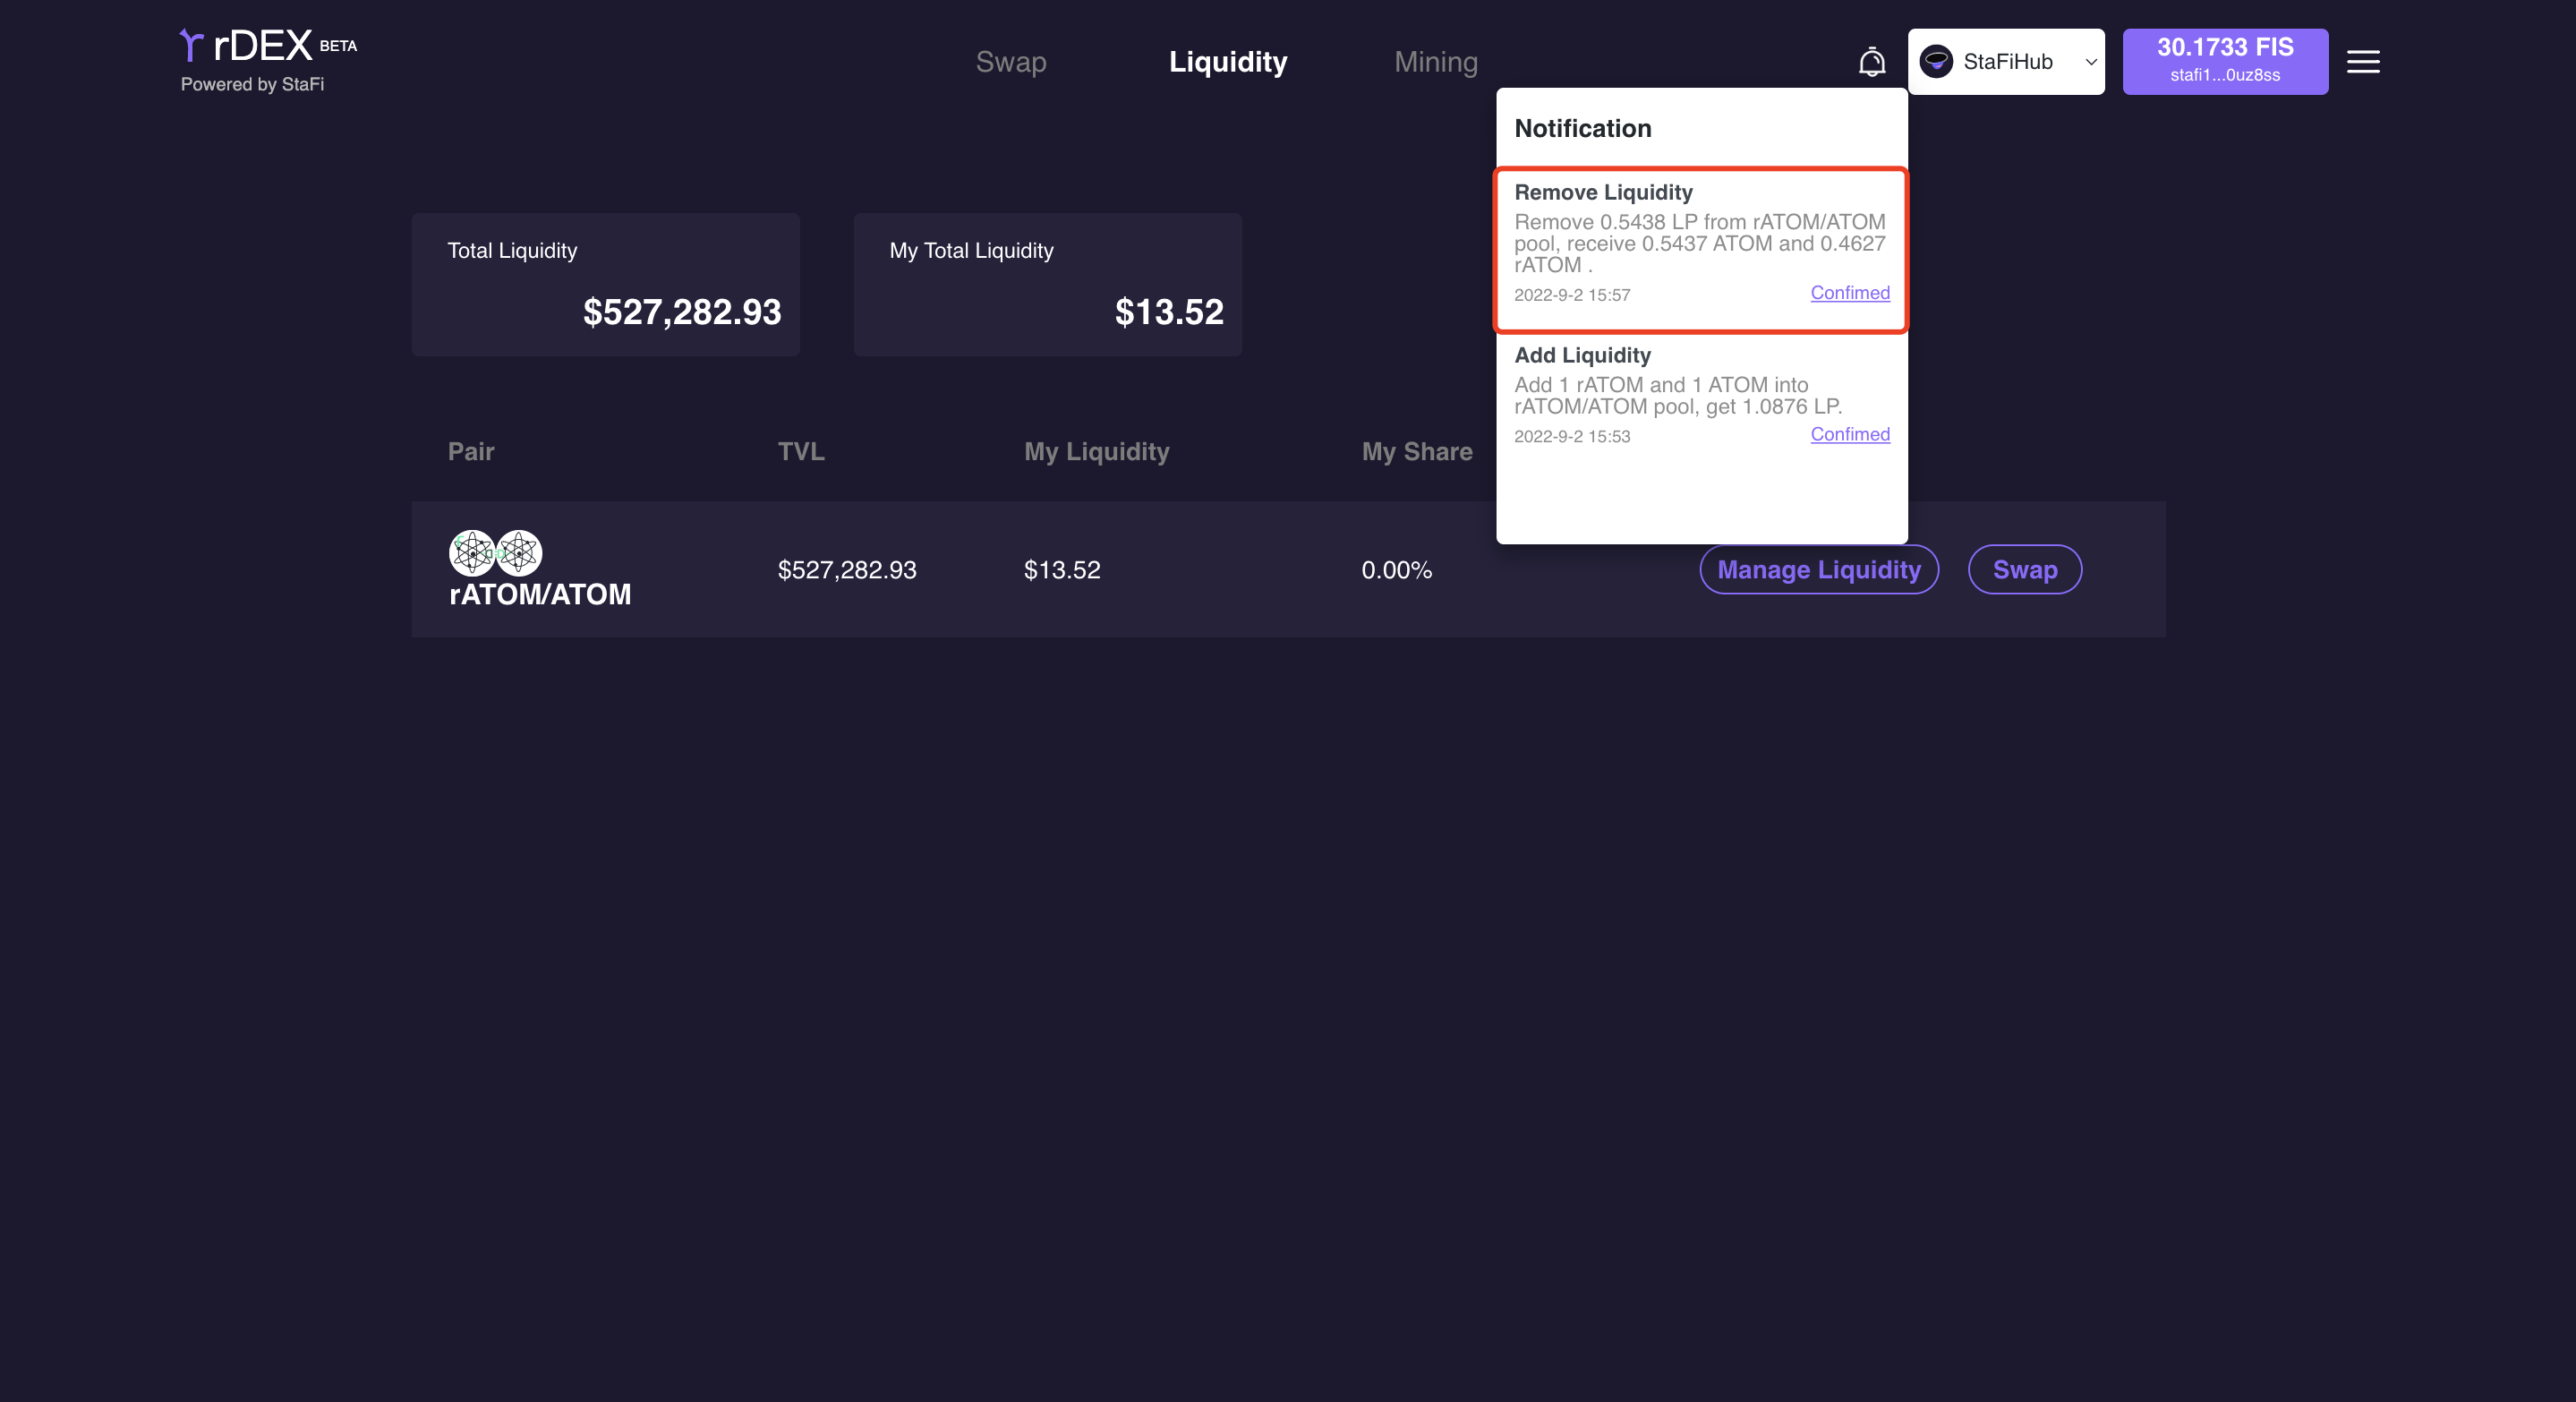 rDEX BETA
Powered by StaFi
Swap
Liquidity
Mining
StaFiHub
30.1733 FIS
stafi1...0uz8ss
Notification
Remove Liquidity
Remove 0.5438 LP from rATOM/ATOM
pool, receive 0.5437 ATOM and 0.4627
rATOM .
2022-9-2 15:57
Confimed
Add Liquidity
Add 1 rATOM and 1 ATOM into
rATOM/ATOM pool, get 1.0876 LP.
2022-9-2 15:53
Confimed
Total Liquidity
$527,282.93
My Total Liquidity
$13.52
Pair
TVL
My Liquidity
My Share
rATOM/ATOM
$527,282.93
$13.52
0.00%
Manage Liquidity
Swap